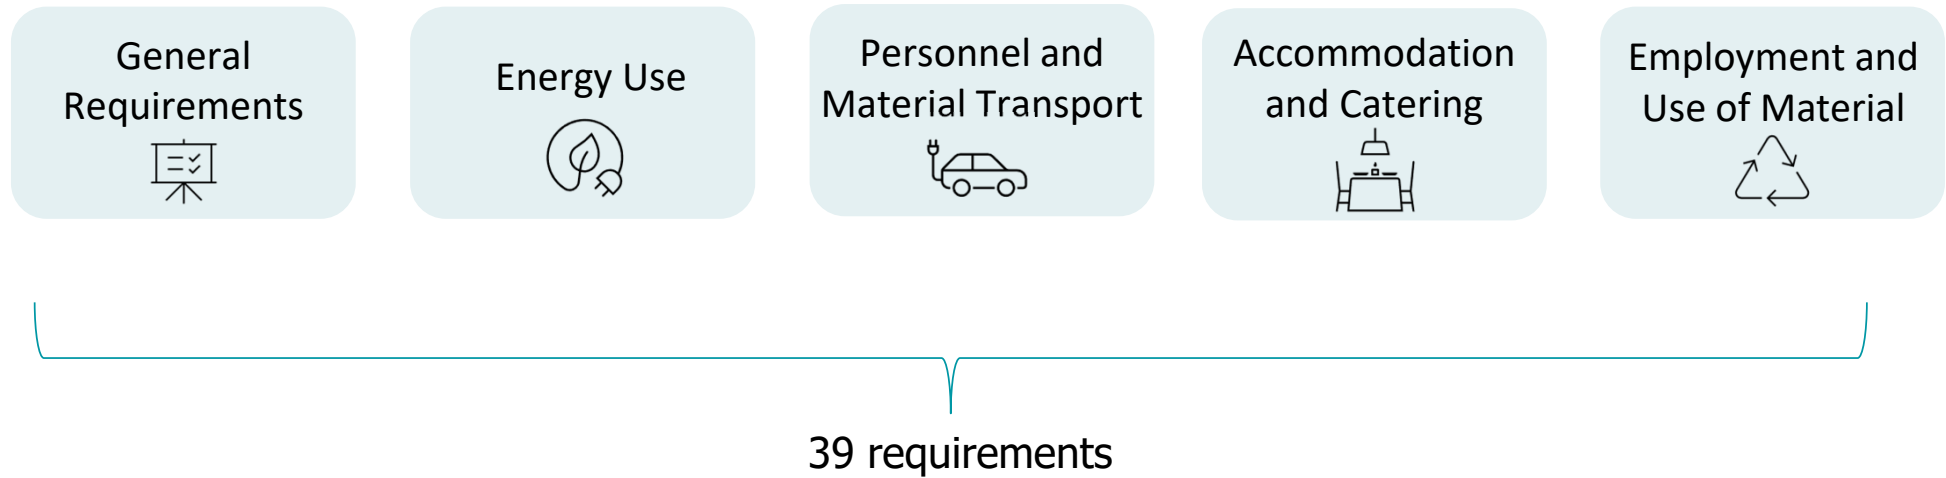 General
Requirements
Energy Use
Personnel and
Material Transport
Accommodation
and Catering
Employment and
Use of Material
39 requirements